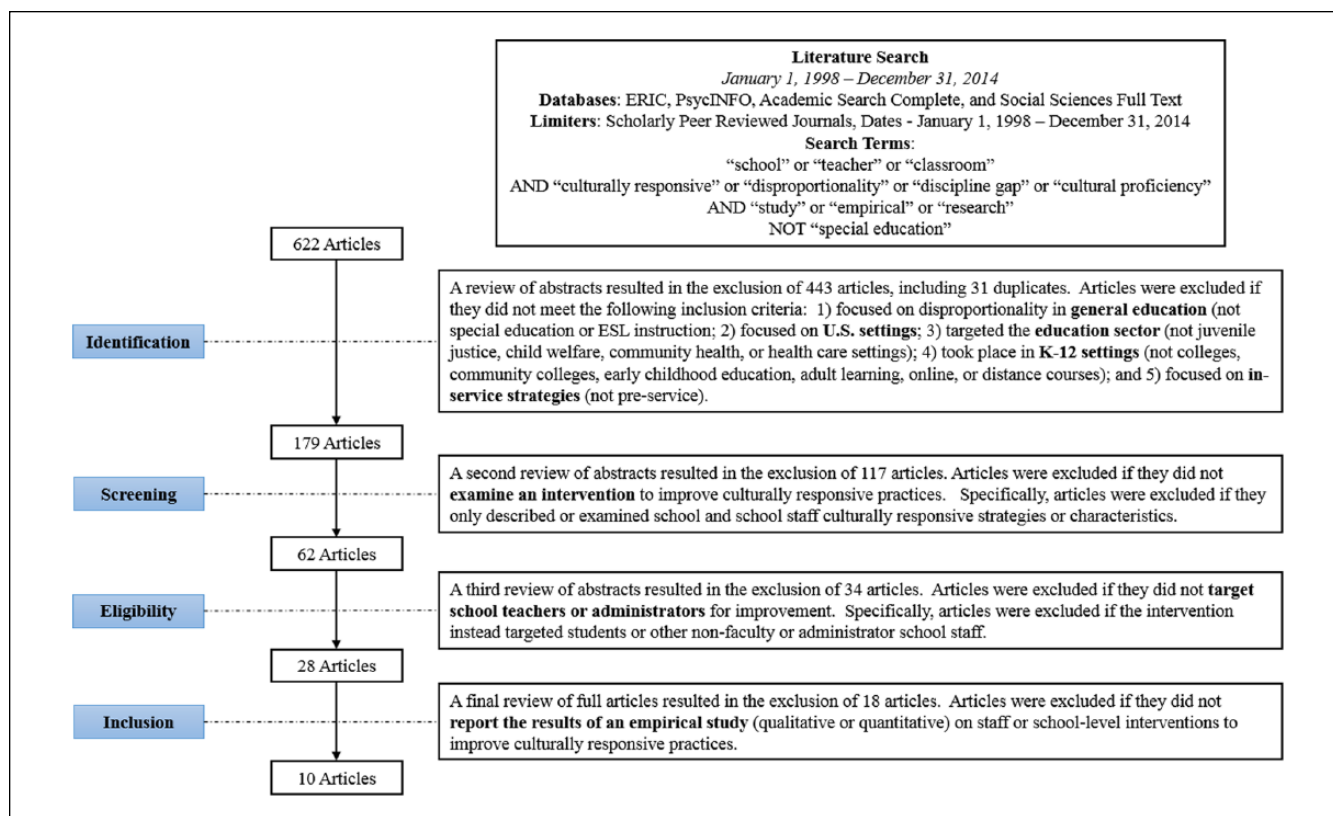 Literature Search
January 1, 1998 – December 31, 2014
Databases: ERIC, PsycINFO, Academic Search Complete, and Social Sciences Full Text
Limiters: Scholarly Peer Reviewed Journals, Dates - January 1, 1998 – December 31, 2014
Search Terms:
“school” or “teacher” or “classroom”
AND “culturally responsive” or “disproportionality” or “discipline gap” or “cultural proficiency”
AND “study” or “empirical” or “research”
NOT “special education”
622 Articles
Identification
A review of abstracts resulted in the exclusion of 443 articles, including 31 duplicates. Articles were excluded if
they did not meet the following inclusion criteria: 1) focused on disproportionality in general education (not
special education or ESL instruction; 2) focused on U.S. settings; 3) targeted the education sector (not juvenile
justice, child welfare, community health, or health care settings); 4) took place in K-12 settings (not colleges,
community colleges, early childhood education, adult learning, online, or distance courses); and 5) focused on in-
service strategies (not pre-service).
179 Articles
Screening
A second review of abstracts resulted in the exclusion of 117 articles. Articles were excluded if they did not
examine an intervention to improve culturally responsive practices. Specifically, articles were excluded if they
only described or examined school and school staff culturally responsive strategies or characteristics.
62 Articles
Eligibility
A third review of abstracts resulted in the exclusion of 34 articles. Articles were excluded if they did not target
school teachers or administrators for improvement. Specifically, articles were excluded if the intervention
instead targeted students or other non-faculty or administrator school staff.
28 Articles
Inclusion
A final review of full articles resulted in the exclusion of 18 articles. Articles were excluded if they did not
report the results of an empirical study (qualitative or quantitative) on staff or school-level interventions to
improve culturally responsive practices.
10 Articles